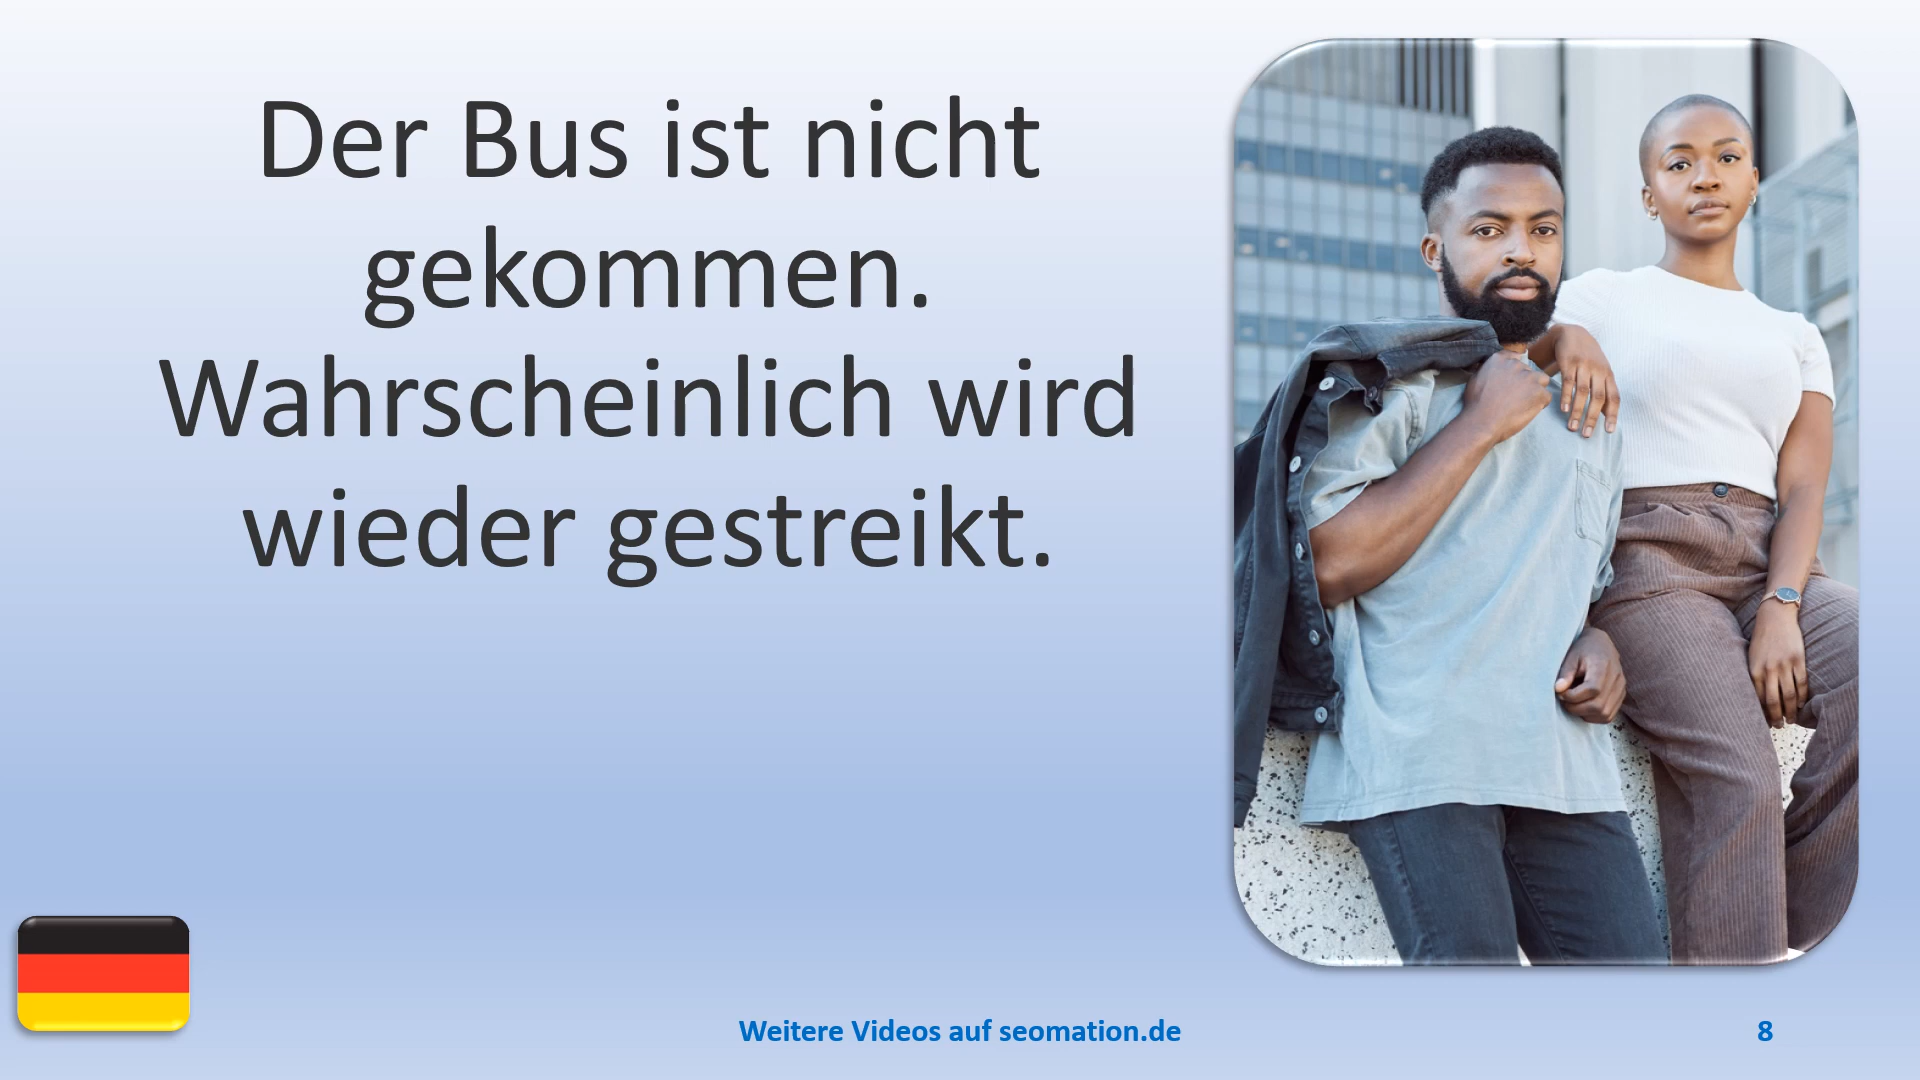 Der Bus ist nicht
gekommen.
Wahrscheinlich wird
wieder gestreikt.
Weitere Videos auf seomation.de
8